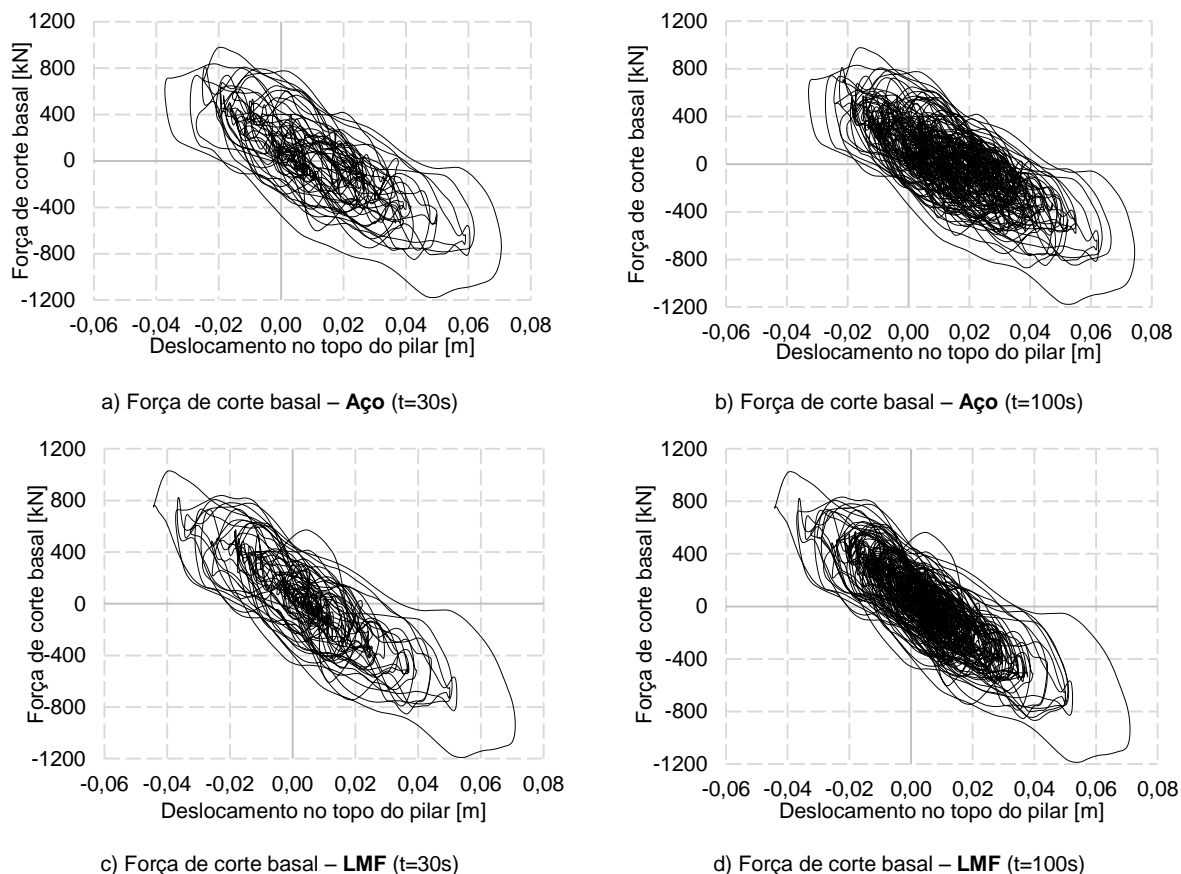 1200
800
400
0
-400
-800
-1200
Força de corte basal [kN]
-0,06 -0,04 -0,02 0,00 0,02 0,04 0,06 0,08
Deslocamento no topo do pilar [m]
a) Força de corte basal – Aço (t=30s)
1200
800
400
0
-400
-800
-1200
Força de corte basal [kN]
-0,06 -0,04 -0,02 0,00 0,02 0,04 0,06 0,08
Deslocamento no topo do pilar [m]
b) Força de corte basal – Aço (t=100s)
1200
800
400
0
-400
-800
-1200
Força de corte basal [kN]
-0,06 -0,04 -0,02 0,00 0,02 0,04 0,06 0,08
Deslocamento no topo do pilar [m]
c) Força de corte basal – LMF (t=30s)
1200
800
400
0
-400
-800
-1200
Força de corte basal [kN]
-0,06 -0,04 -0,02 0,00 0,02 0,04 0,06 0,08
Deslocamento no topo do pilar [m]
d) Força de corte basal – LMF (t=100s)